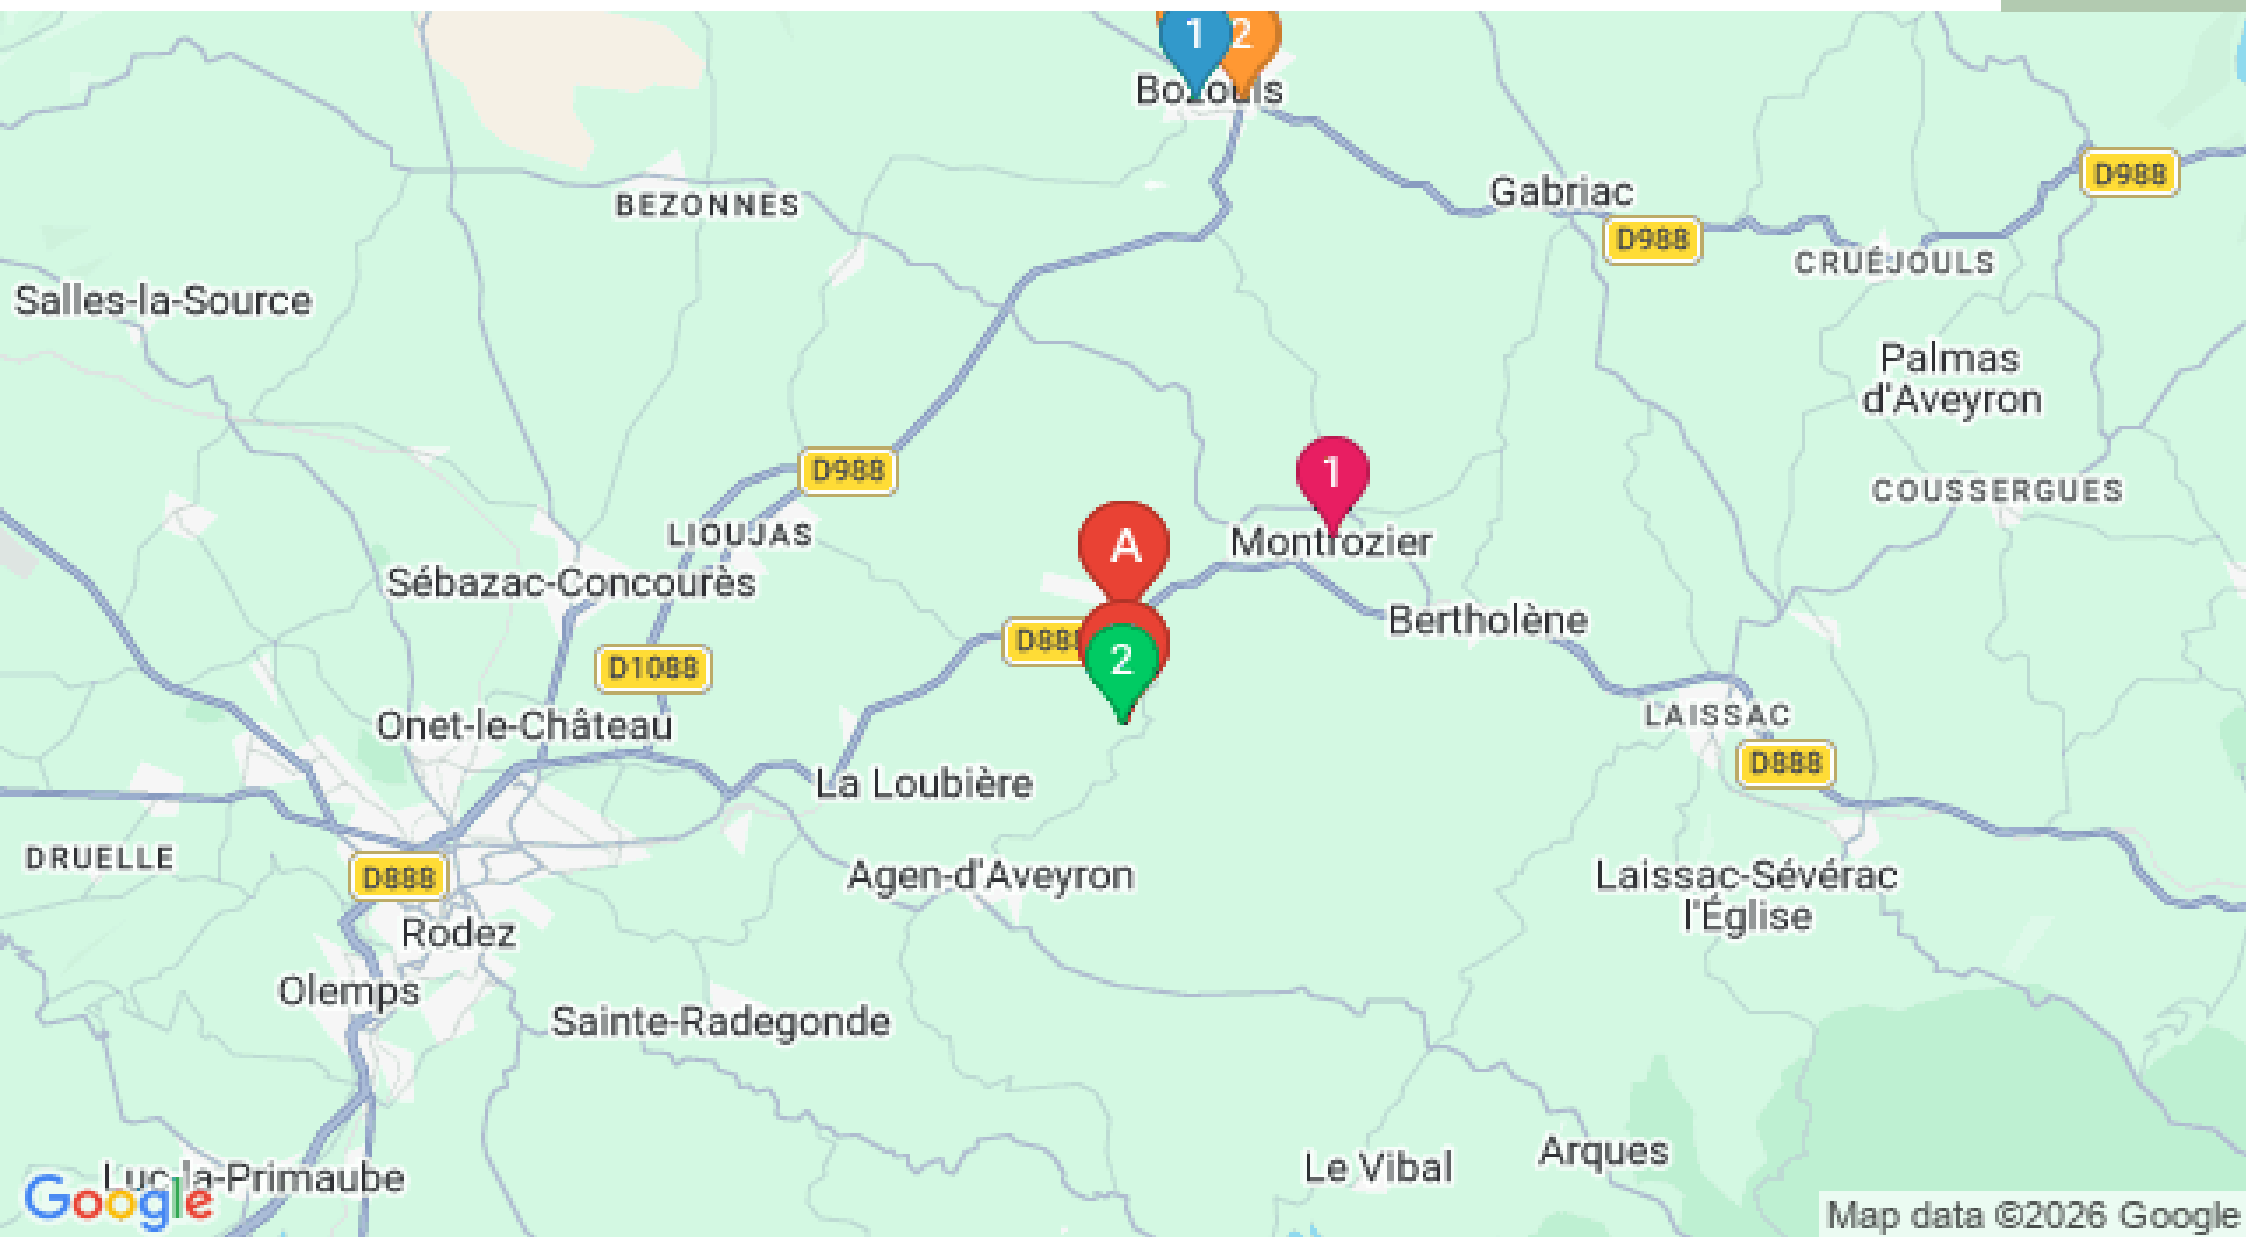 1
2
Bozouls
D988
BEZONNES
Gabriac
D988
CRUÉJOULS
Salles-la-Source
Palmas
d'Aveyron
D988
1
COUSSERGUES
LIOUJAS
A
Montrozier
Sébazac-Concourès
Bertholène
D888
2
D1088
Onet-le-Château
LAISSAC
D888
La Loubière
DRUELLE
D888
Agen-d'Aveyron
Laissac-Sévérac
l'Église
Rodez
Olemps
Sainte-Radegonde
Arques
Le Vibal
Luc-la-Primaube
Google
Map data ©2026 Google